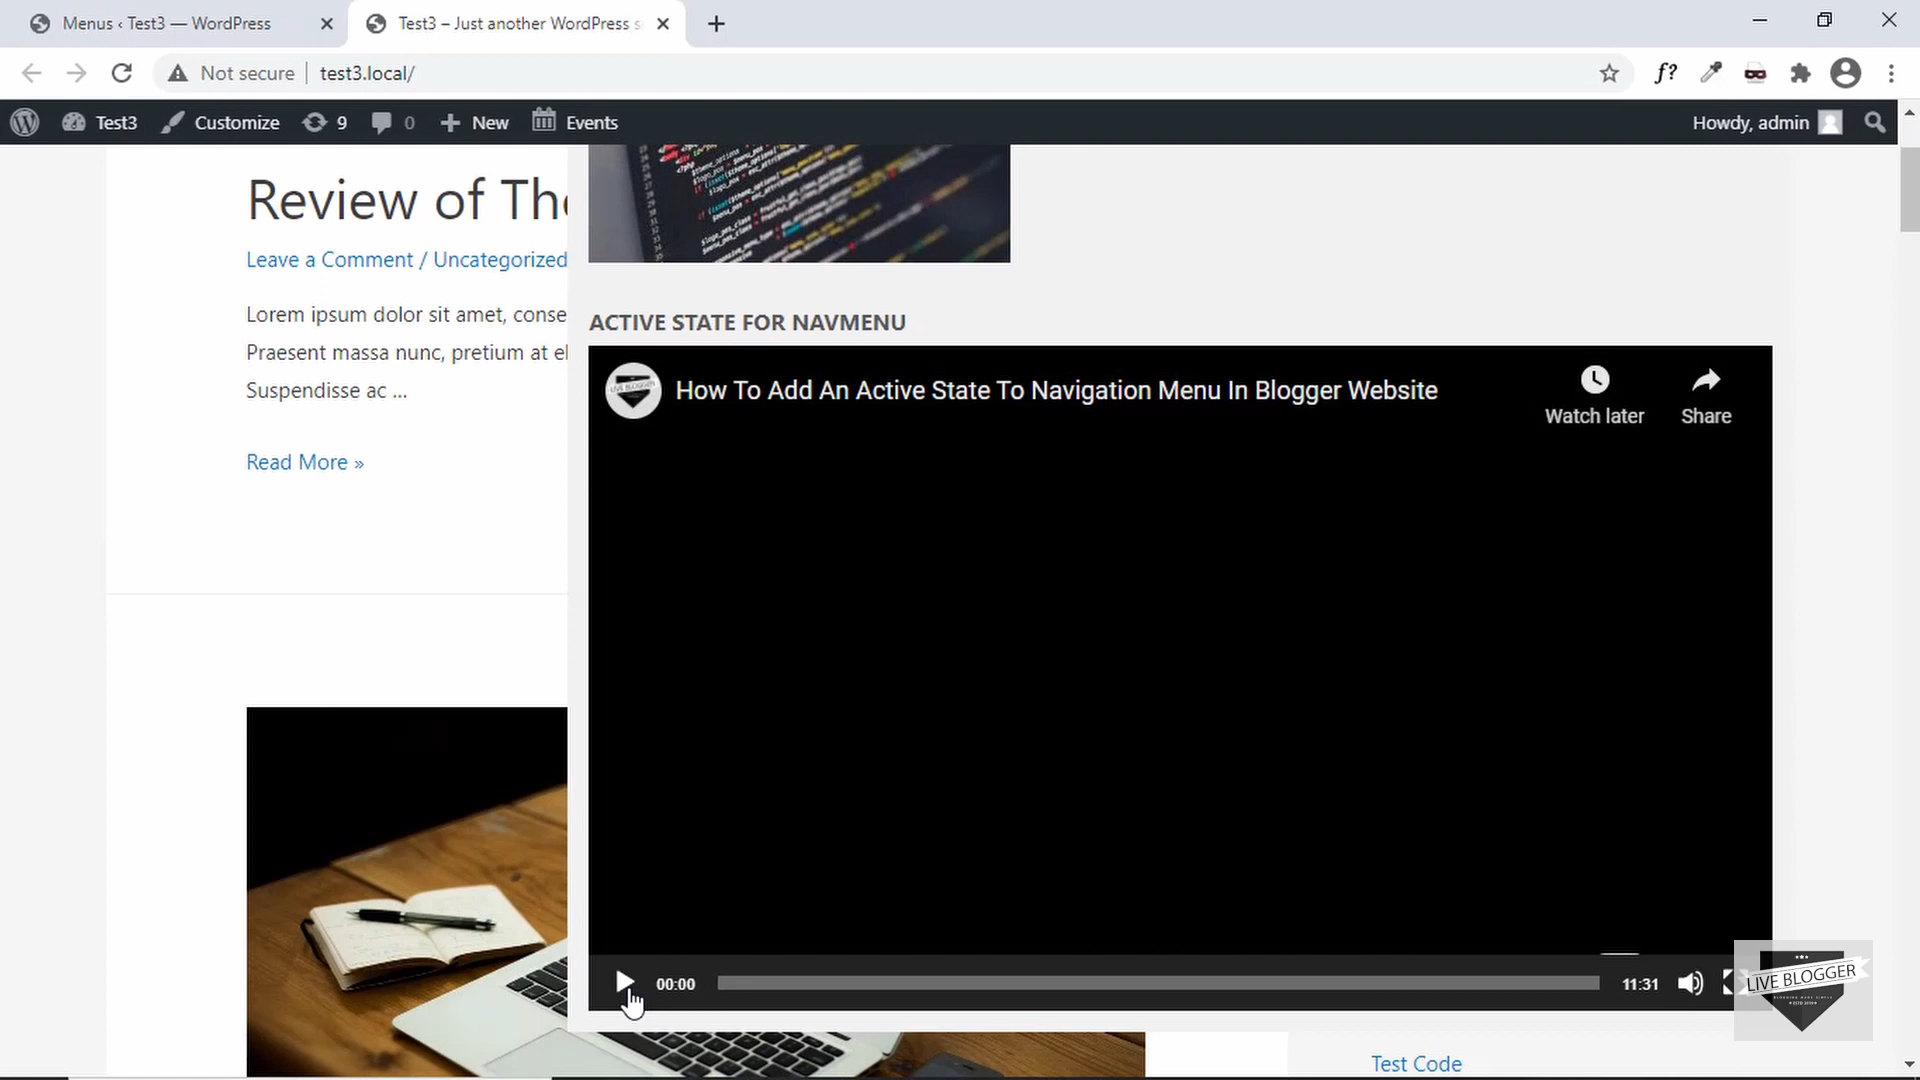 Menus ‹ Test3 — WordPress
Test3 – Just another WordPress s
Not secure
test3.local/
f?
Test3
Customize
9
0
New
Events
Howdy, admin
Review of Th
Leave a Comment / Uncategorized
Lorem ipsum dolor sit amet, conse
Praesent massa nunc, pretium at el
Suspendisse ac ...
Read More »
ACTIVE STATE FOR NAVMENU
How To Add An Active State To Navigation Menu In Blogger Website
Watch later
Share
00:00
11:31
LIVE BLOGGER
Test Code